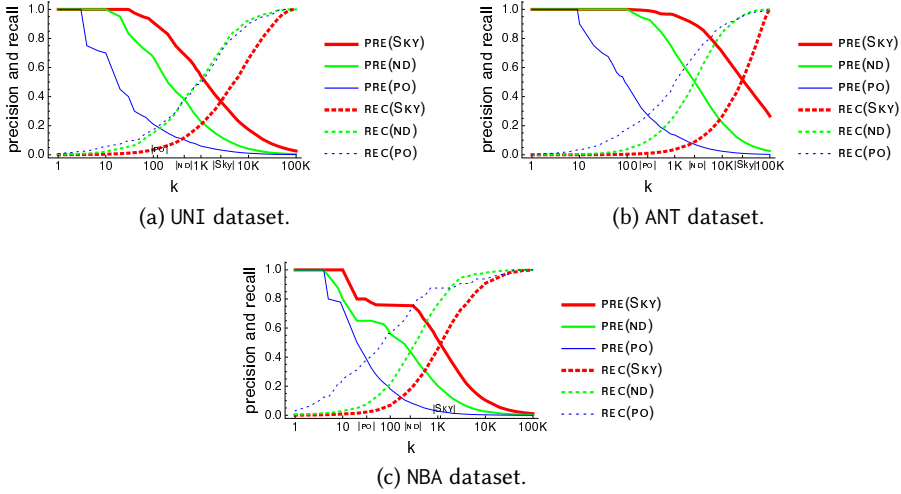 precision and recall
1.0
0.8
0.6
0.4
0.2
0.0
1 10 100 1K 10K 100K
|PO| |ND| |SKY|
k
PRE(SKY)
PRE(ND)
PRE(PO)
REC(SKY)
REC(ND)
REC(PO)
(a) UNI dataset.
precision and recall
1.0
0.8
0.6
0.4
0.2
0.0
1 10 100 1K 10K 100K
|PO| |ND| |SKY|
k
PRE(SKY)
PRE(ND)
PRE(PO)
REC(SKY)
REC(ND)
REC(PO)
(b) ANT dataset.
precision and recall
1.0
0.8
0.6
0.4
0.2
0.0
1 10 100 1K 10K 100K
|PO| |ND| |SKY|
k
PRE(SKY)
PRE(ND)
PRE(PO)
REC(SKY)
REC(ND)
REC(PO)
(c) NBA dataset.